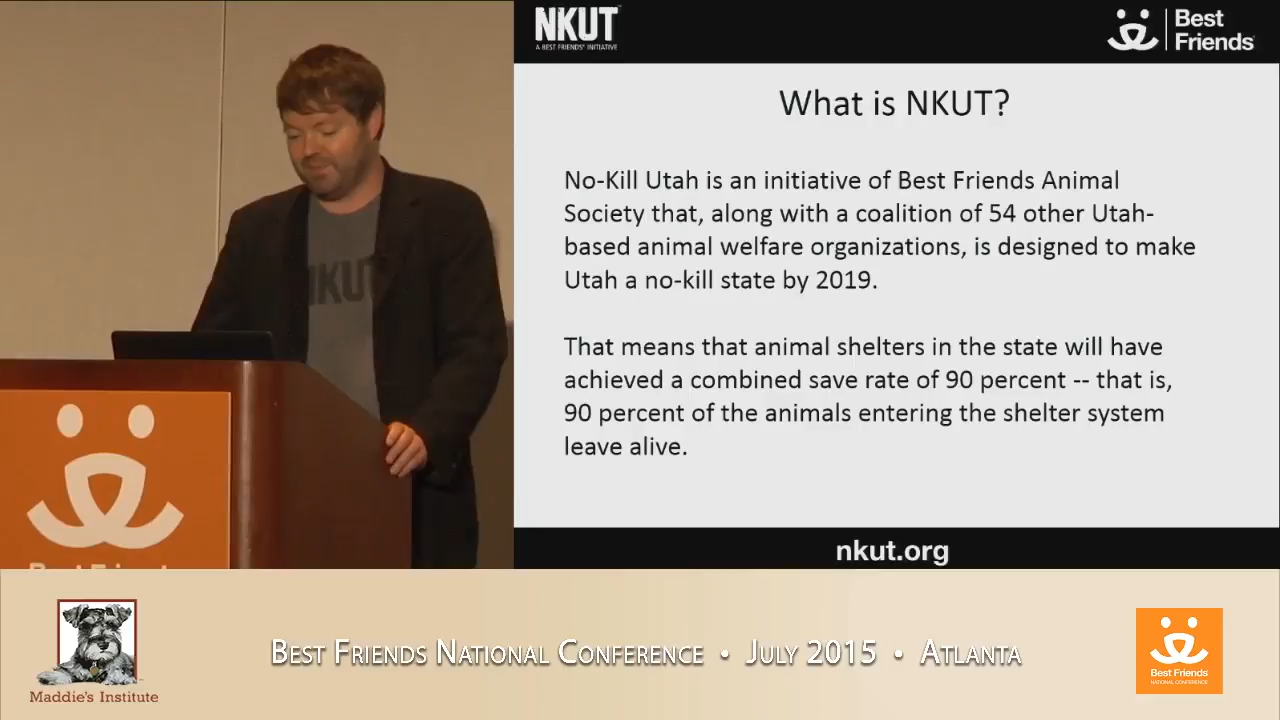 NKUT
A BEST FRIENDS' INITIATIVE
Best
Friends
What is NKUT?
No-Kill Utah is an initiative of Best Friends Animal
Society that, along with a coalition of 54 other Utah-
based animal welfare organizations, is designed to make
Utah a no-kill state by 2019.
That means that animal shelters in the state will have
achieved a combined save rate of 90 percent -- that is,
90 percent of the animals entering the shelter system
leave alive.
nkut.org
NKUT
Best Friends National Conference • July 2015 • Atlanta
Maddie's Institute
Best Friends
NATIONAL CONFERENCE